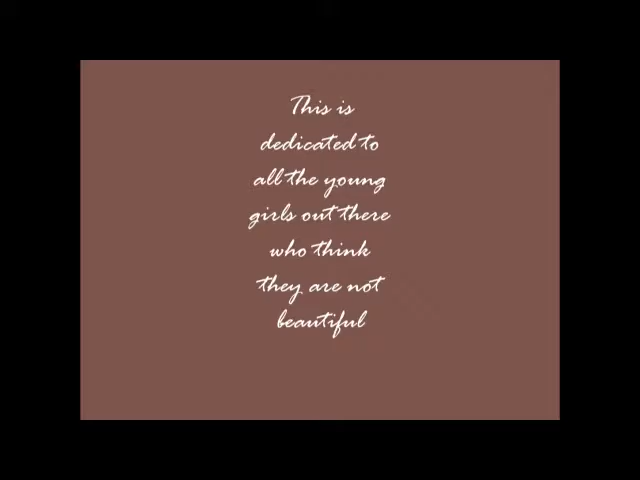 This is
dedicated to
all the young
girls out there
who think
they are not
beautiful